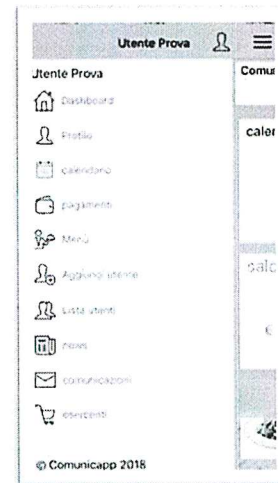 Utente Prova
Utente Prova
Dashboard
Profilo
calendario
pagamenti
Menù
Aggiungi utente
Lista utenti
news
comunicazioni
esercenti
© Comunicapp 2018
Comun
calen
salc
€